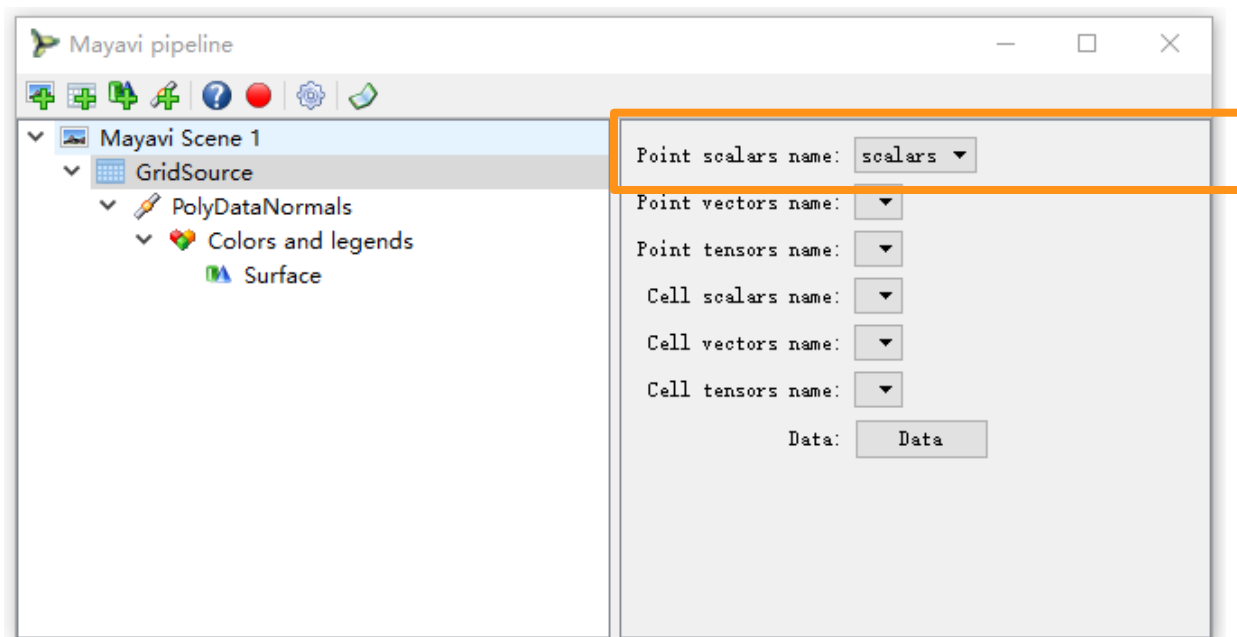 Mayavi pipeline
Mayavi Scene 1
GridSource
PolyDataNormals
Colors and legends
Surface
Point scalars name: scalars
Point vectors name:
Point tensors name:
Cell scalars name:
Cell vectors name:
Cell tensors name:
Data: Data